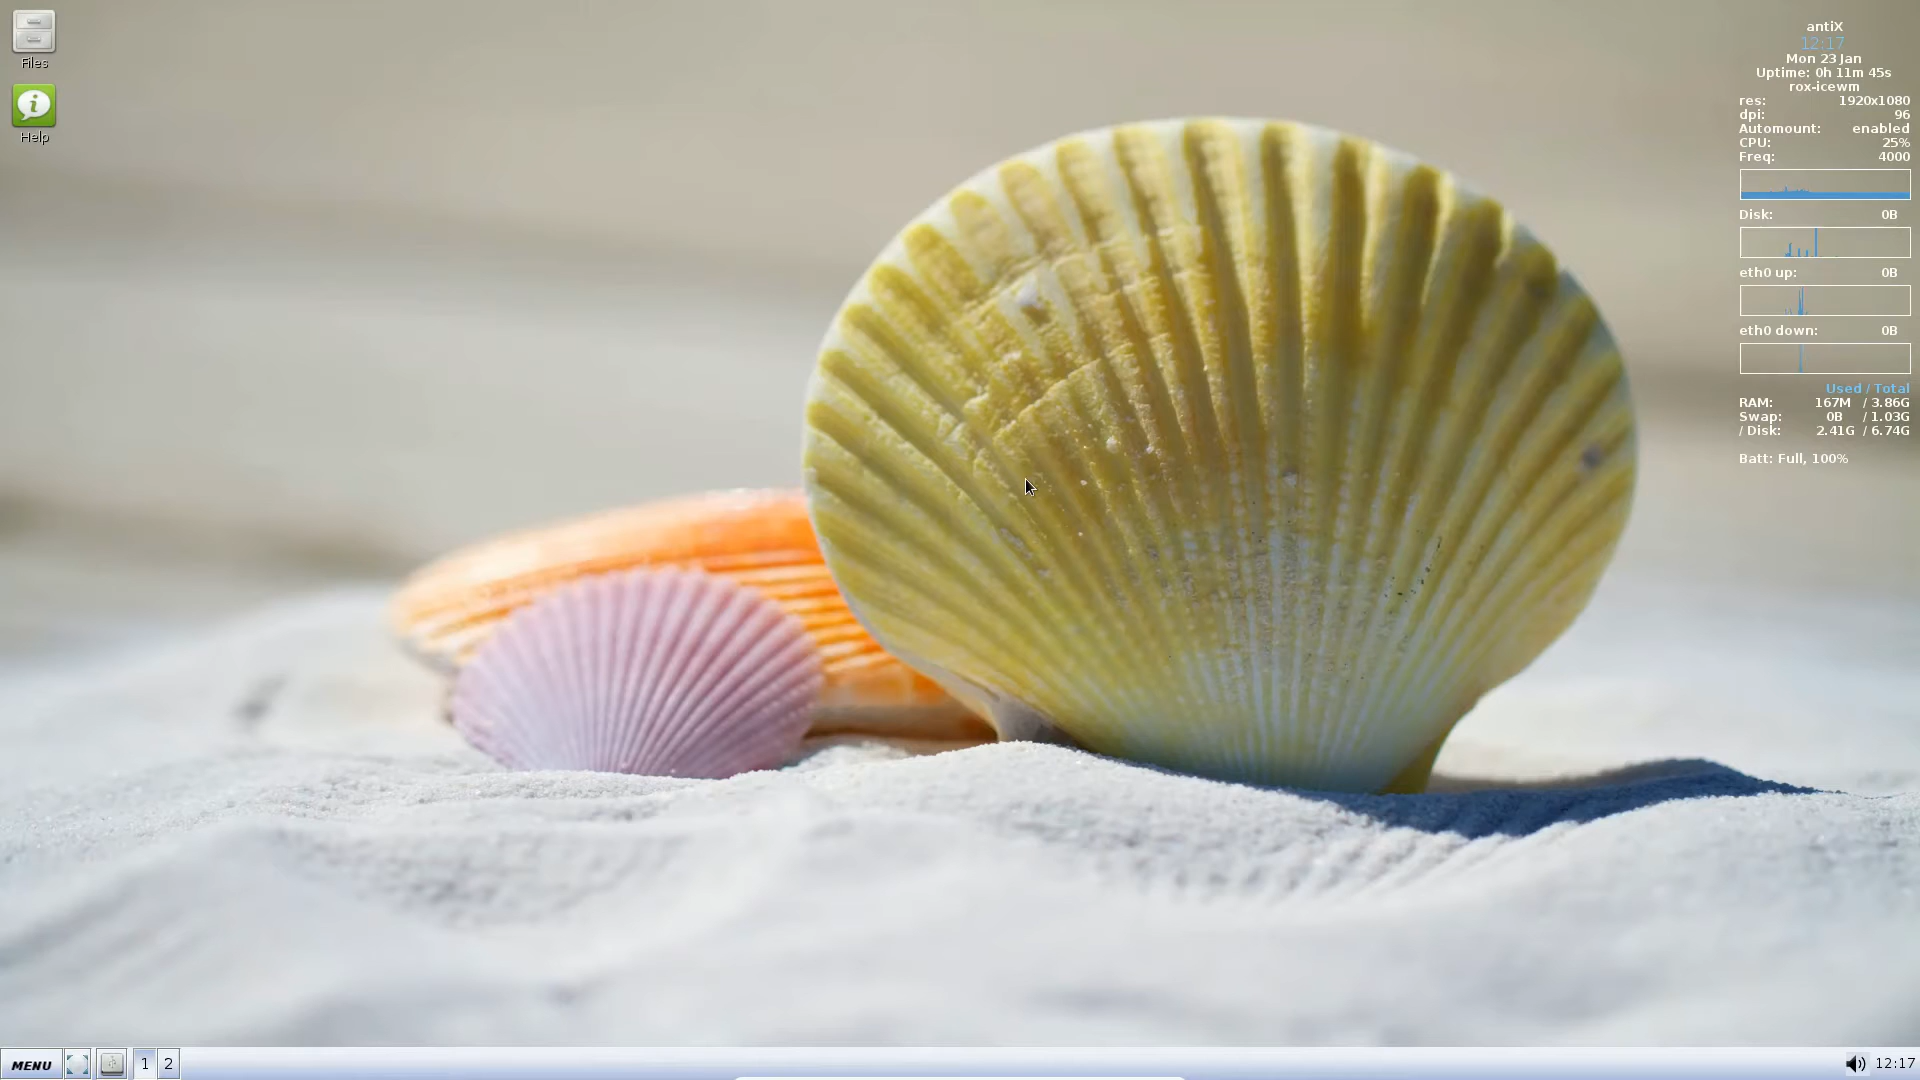 Files
Help
antiX
12:17
Mon 23 Jan
Uptime: 0h 11m 45s
rox-icewm
res: 1920x1080
dpi: 96
Automount: enabled
CPU: 25%
Freq: 4000
Disk: 0B
eth0 up: 0B
eth0 down: 0B
Used / Total
RAM: 167M / 3.86G
Swap: 0B / 1.03G
/ Disk: 2.41G / 6.74G
Batt: Full, 100%
MENU 1 2 12:17